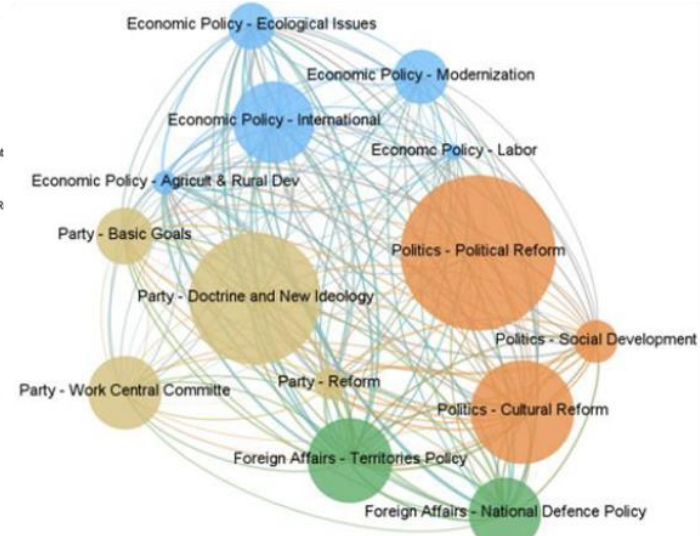 Economic Policy - Ecological Issues
Economic Policy - Modernization
Economic Policy - International
Economc Policy - Labor
Economic Policy - Agricult & Rural Dev
Party - Basic Goals
Politics - Political Reform
Party - Doctrine and New Ideology
Politics - Social Development
Party - Reform
Party - Work Central Committe
Politics - Cultural Reform
Foreign Affairs - Territories Policy
Foreign Affairs - National Defence Policy